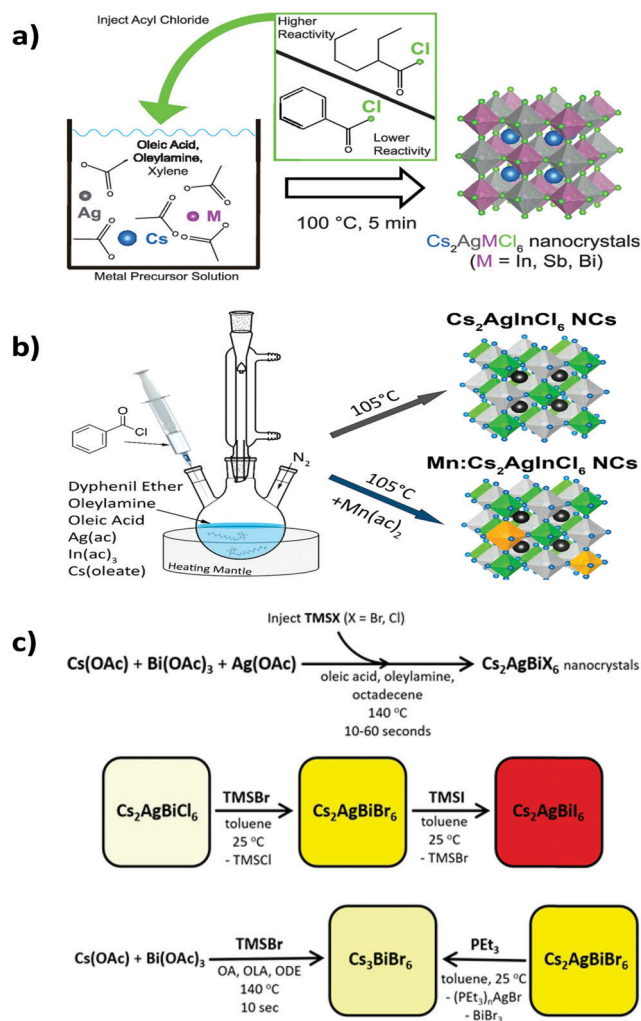 a)
Inject Acyl Chloride
Higher
Reactivity
Cl
O
Cl
O
Lower
Reactivity
Oleic Acid,
Oleylamine,
Xylene
Ag
M
Cs
Metal Precursor Solution
100 °C, 5 min
Cs₂AgMCl₆ nanocrystals
(M = In, Sb, Bi)
b)
O
Cl
N₂
Dyphenil Ether
Oleylamine
Oleic Acid
Ag(ac)
In(ac)₃
Cs(oleate)
Heating Mantle
105°C
105°C
+Mn(ac)₂
Cs₂AgInCl₆ NCs
Mn:Cs₂AgInCl₆ NCs
c)
Inject TMSX (X = Br, Cl)
Cs(OAc) + Bi(OAc)₃ + Ag(OAc)
Cs₂AgBiX₆ nanocrystals
oleic acid, oleylamine,
octadecene
140 °C
10-60 seconds
Cs₂AgBiCl₆
TMSBr
toluene
25 °C
- TMSCl
Cs₂AgBiBr₆
TMSI
toluene
25 °C
- TMSBr
Cs₂AgBiI₆
Cs(OAc) + Bi(OAc)₃
TMSBr
OA, OLA, ODE
140 °C
10 sec
Cs₃BiBr₆
PEt₃
toluene, 25 °C
- (PEt₃)ₙAgBr
- BiBr₃
Cs₂AgBiBr₆